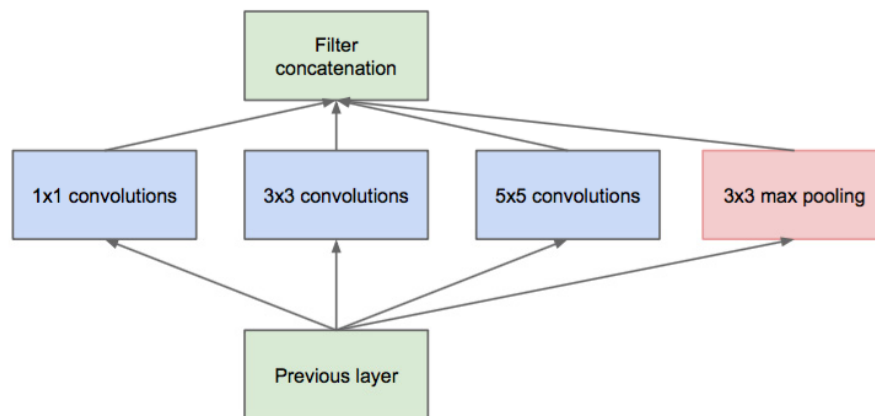 Filter
concatenation
1x1 convolutions
3x3 convolutions
5x5 convolutions
3x3 max pooling
Previous layer